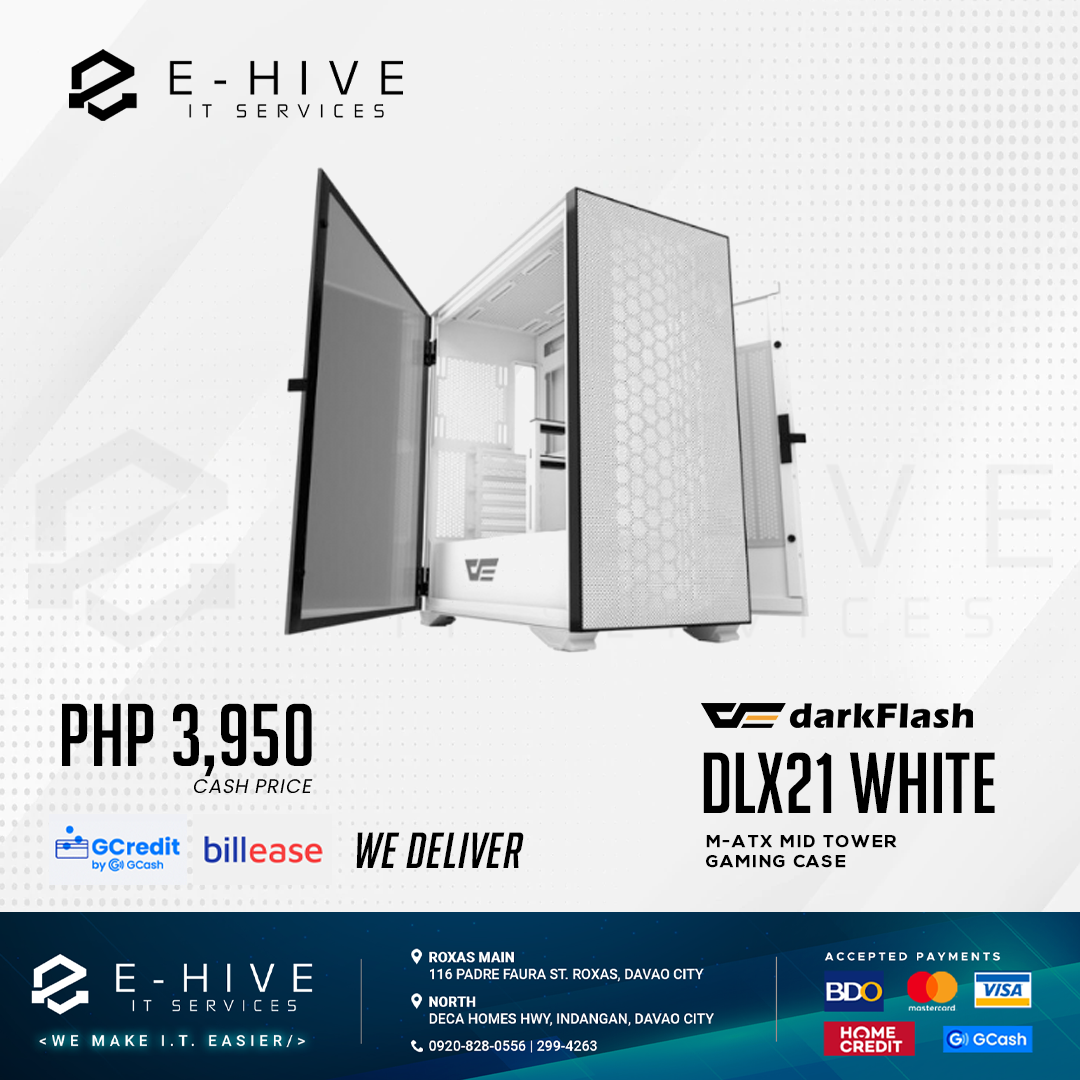 E-HIVE
IT SERVICES
PHP 3,950
CASH PRICE
GCredit
by GCash
billease
WE DELIVER
darkFlash
DLX21 WHITE
M-ATX MID TOWER
GAMING CASE
E-HIVE
IT SERVICES
<WE MAKE I.T. EASIER/>
ROXAS MAIN
116 PADRE FAURA ST. ROXAS, DAVAO CITY
NORTH
DECA HOMES HWY, INDANGAN, DAVAO CITY
0920-828-0556 | 299-4263
ACCEPTED PAYMENTS
BDO
mastercard
VISA
HOME
CREDIT
GCash